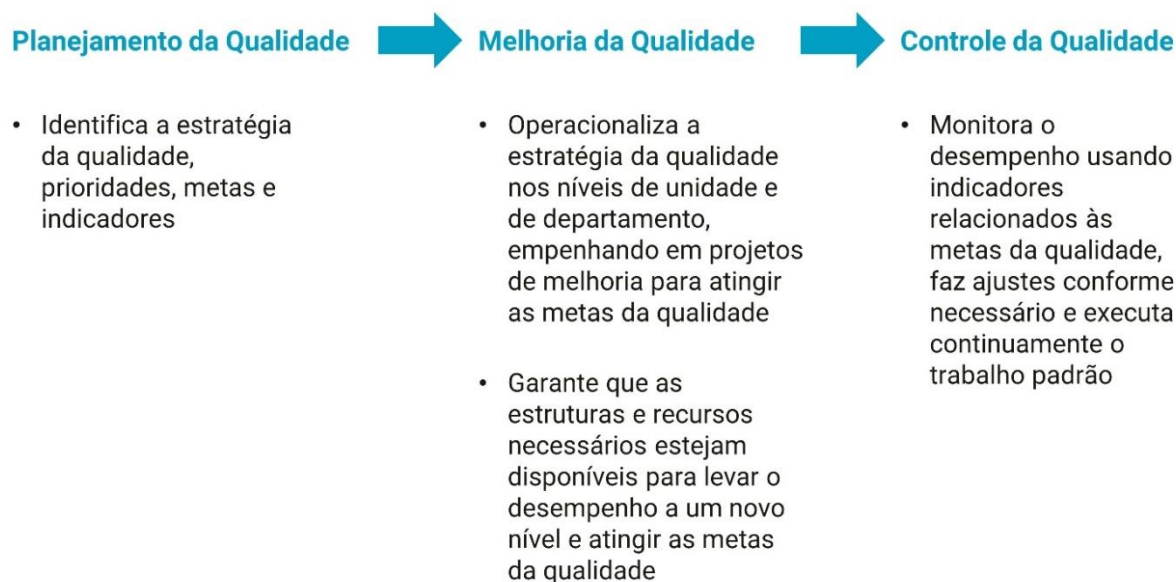 Planejamento da Qualidade
Melhoria da Qualidade
Controle da Qualidade
• Identifica a estratégia
da qualidade,
prioridades, metas e
indicadores
• Operacionaliza a
estratégia da qualidade
nos níveis de unidade e
de departamento,
empenhando em projetos
de melhoria para atingir
as metas da qualidade
• Garante que as
estruturas e recursos
necessários estejam
disponíveis para levar o
desempenho a um novo
nível e atingir as metas
da qualidade
• Monitora o
desempenho usando
indicadores
relacionados às
metas da qualidade,
faz ajustes conforme
necessário e executa
continuamente o
trabalho padrão